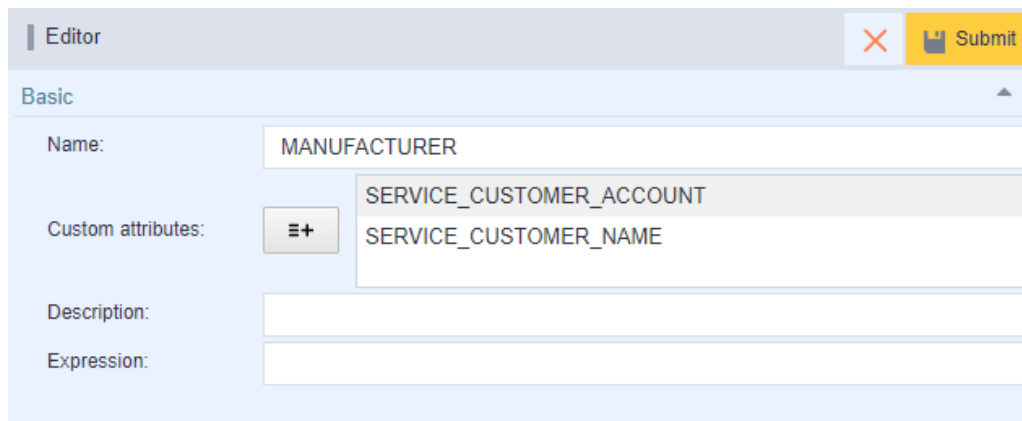 Editor
Submit
Basic
Name:
MANUFACTURER
Custom attributes:
SERVICE_CUSTOMER_ACCOUNT
SERVICE_CUSTOMER_NAME
Description:
Expression: